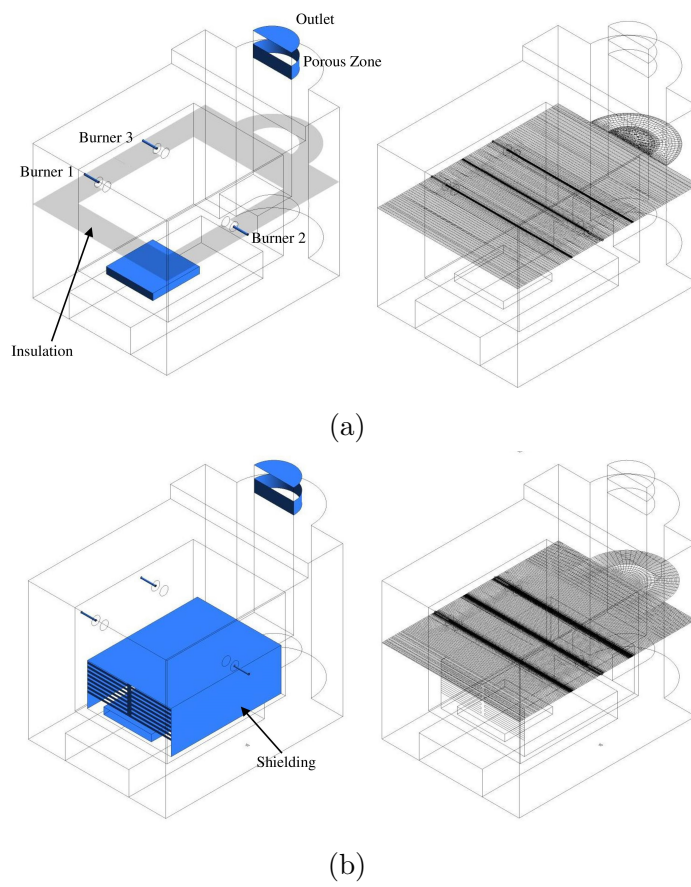 Outlet
Porous Zone
Burner 3
Burner 1
Burner 2
Insulation
(a)
Shielding
(b)